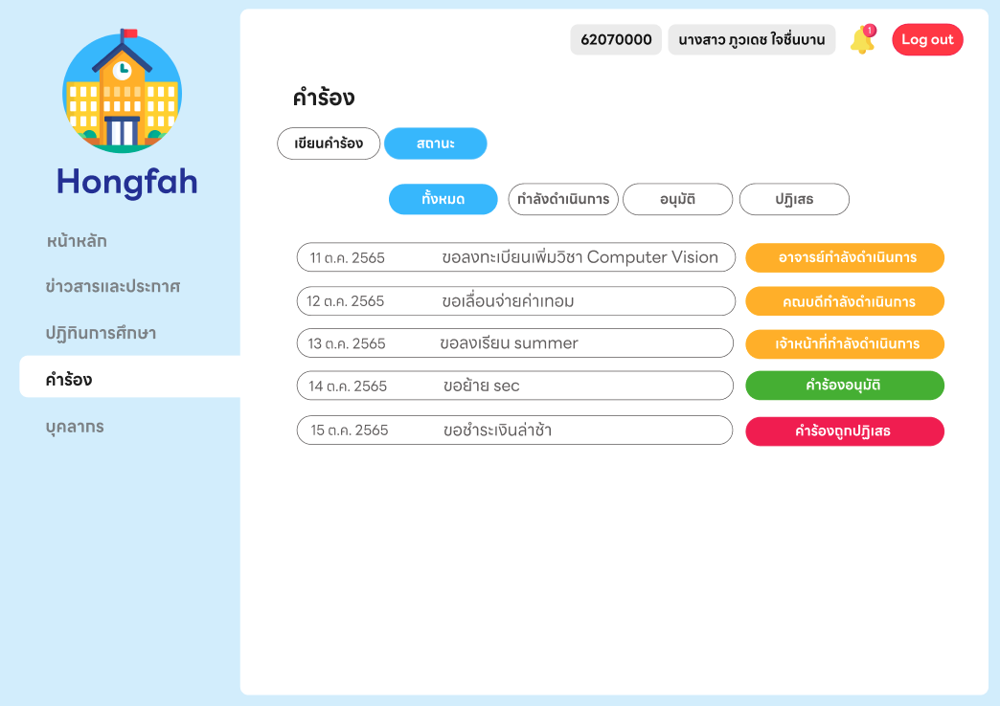 62070000 นางสาว ภูวเดช ใจชื่นบาน 1 Log out
Hongfah
หน้าหลัก
ข่าวสารและประกาศ
ปฏิทินการศึกษา
คำร้อง
บุคลากร
คำร้อง
เขียนคำร้อง สถานะ
ทั้งหมด กำลังดำเนินการ อนุมัติ ปฏิเสธ
11 ต.ค. 2565 ขอลงทะเบียนเพิ่มวิชา Computer Vision อาจารย์กำลังดำเนินการ
12 ต.ค. 2565 ขอเลื่อนจ่ายค่าเทอม คณบดีกำลังดำเนินการ
13 ต.ค. 2565 ขอลงเรียน summer เจ้าหน้าที่กำลังดำเนินการ
14 ต.ค. 2565 ขอย้าย sec คำร้องอนุมัติ
15 ต.ค. 2565 ขอชำระเงินล่าช้า คำร้องถูกปฏิเสธ